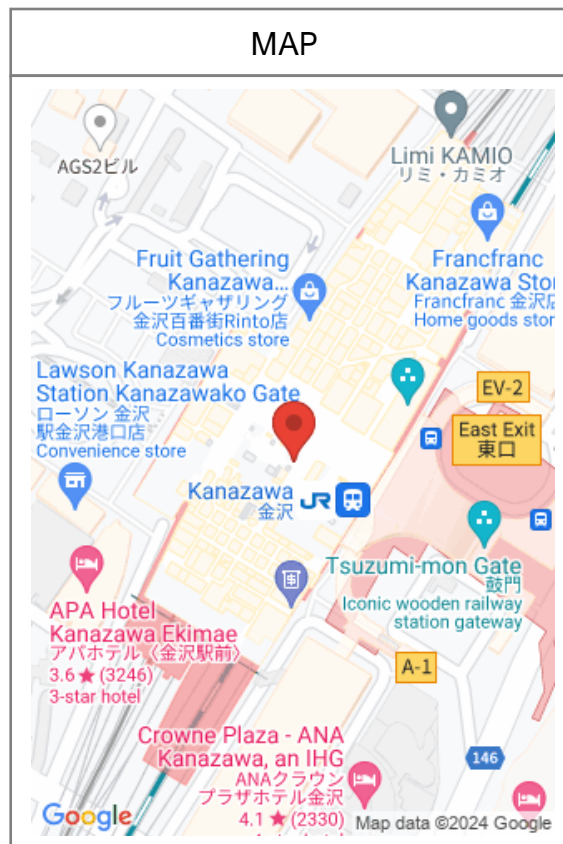 MAP
AGS2ビル
Limi KAMIO
リミ・カミオ
Fruit Gathering
Kanazawa...
フルーツギャザリング
金沢百番街Rinto店
Cosmetics store
Francfranc
Kanazawa Stor
Francfranc 金沢店
Home goods stor
Lawson Kanazawa
Station Kanazawako Gate
ローソン 金沢
駅金沢港口店
Convenience store
EV-2
East Exit
東口
Kanazawa
金沢
JR
Tsuzumi-mon Gate
鼓門
Iconic wooden railway
station gateway
APA Hotel
Kanazawa Ekimae
アパホテル〈金沢駅前〉
3.6★(3246)
3-star hotel
A-1
Crowne Plaza - ANA
Kanazawa, an IHG
ANAクラウン
プラザホテル金沢
4.1★(2330)
146
Google
Map data ©2024 Google